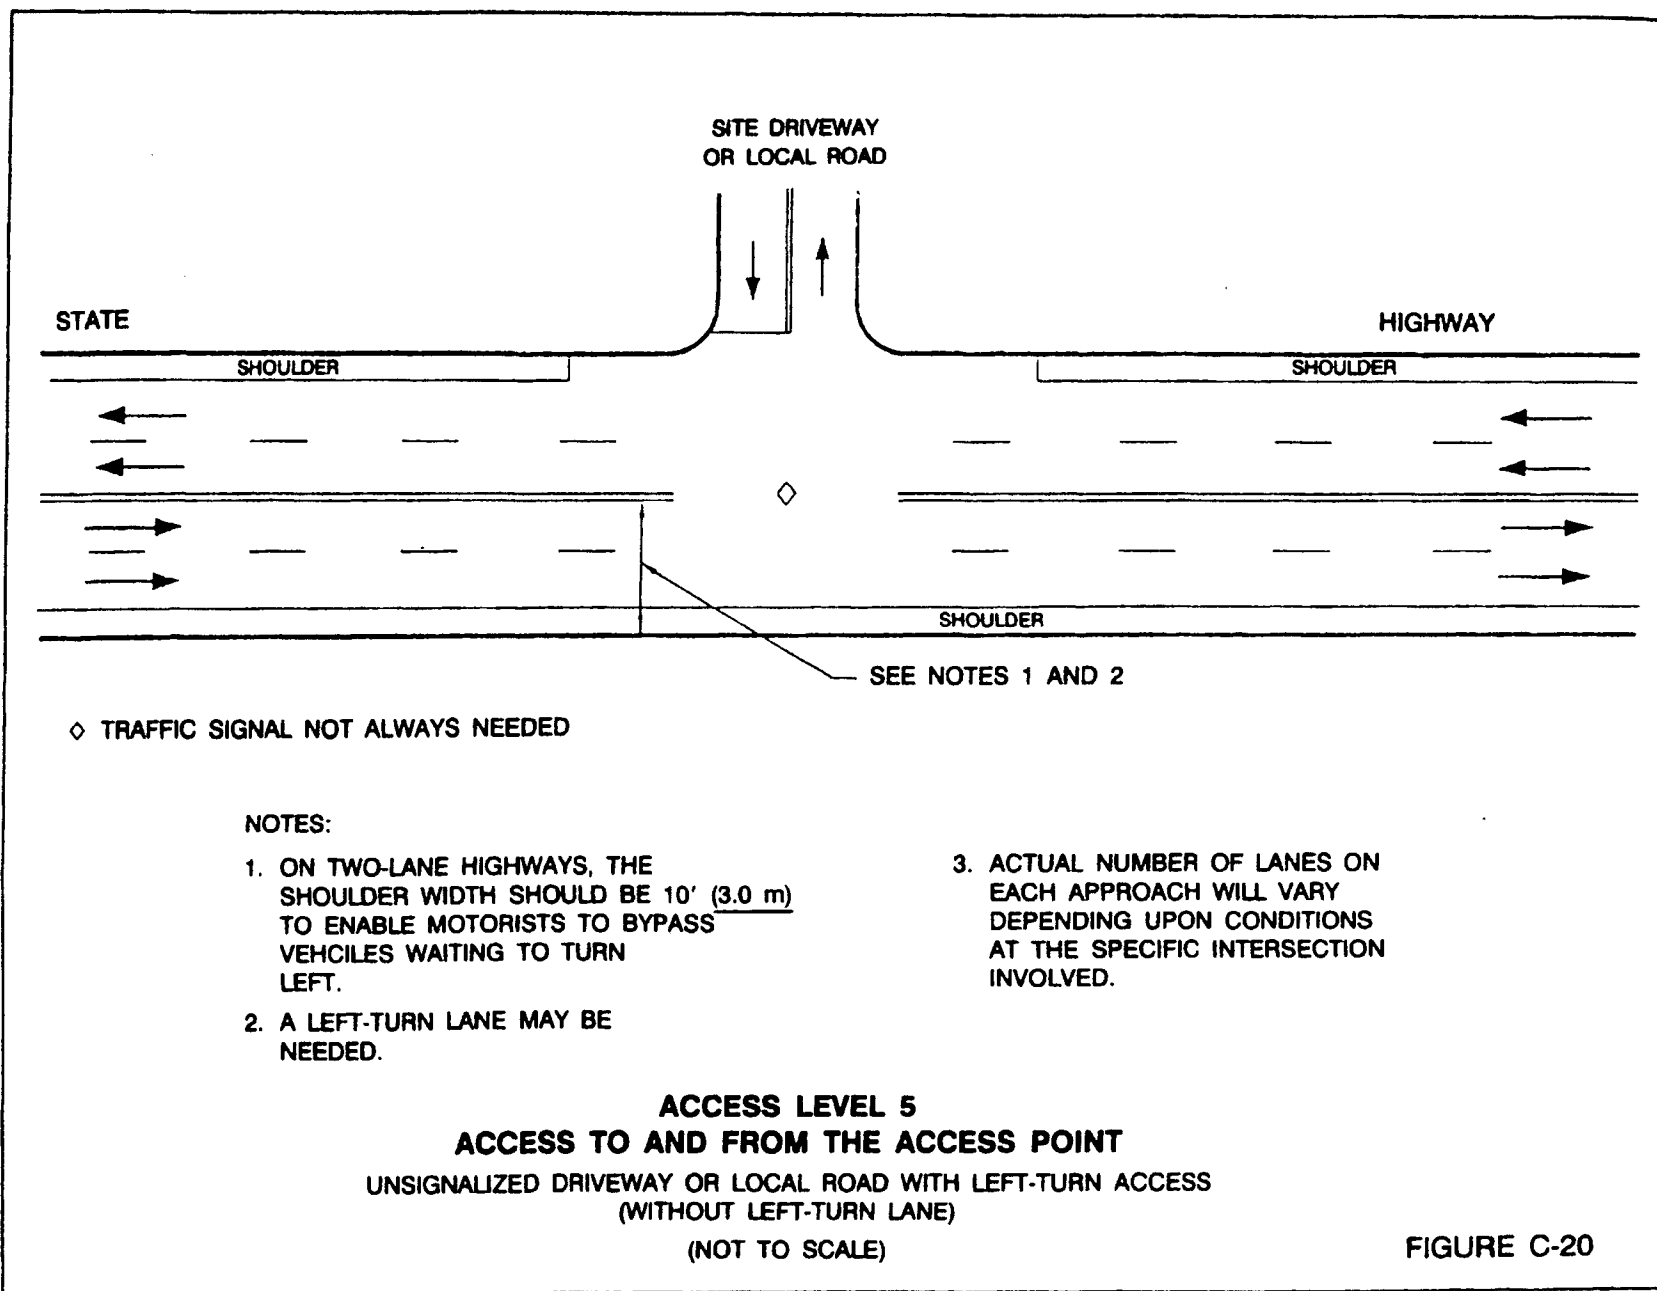 SITE DRIVEWAY
OR LOCAL ROAD
STATE
HIGHWAY
SHOULDER
SHOULDER
SHOULDER
SEE NOTES 1 AND 2
◇ TRAFFIC SIGNAL NOT ALWAYS NEEDED
NOTES:
1. ON TWO-LANE HIGHWAYS, THE
SHOULDER WIDTH SHOULD BE 10' (3.0 m)
TO ENABLE MOTORISTS TO BYPASS
VEHCILES WAITING TO TURN
LEFT.
2. A LEFT-TURN LANE MAY BE
NEEDED.
3. ACTUAL NUMBER OF LANES ON
EACH APPROACH WILL VARY
DEPENDING UPON CONDITIONS
AT THE SPECIFIC INTERSECTION
INVOLVED.
ACCESS LEVEL 5
ACCESS TO AND FROM THE ACCESS POINT
UNSIGNALIZED DRIVEWAY OR LOCAL ROAD WITH LEFT-TURN ACCESS
(WITHOUT LEFT-TURN LANE)
(NOT TO SCALE)
FIGURE C-20